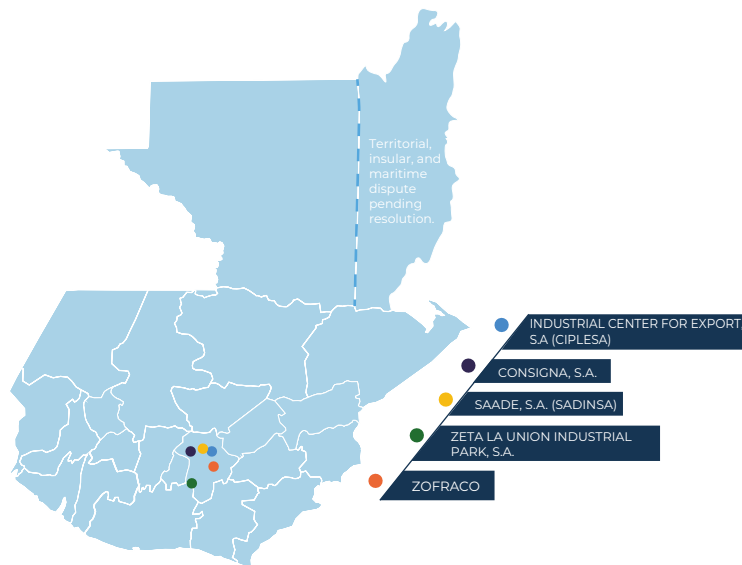 Territorial,
insular, and
maritime
dispute
pending
resolution.
INDUSTRIAL CENTER FOR EXPORT,
S.A (CIPLESA)
CONSIGNA, S.A.
SAADE, S.A. (SADINSA)
ZETA LA UNION INDUSTRIAL
PARK, S.A.
ZOFRACO